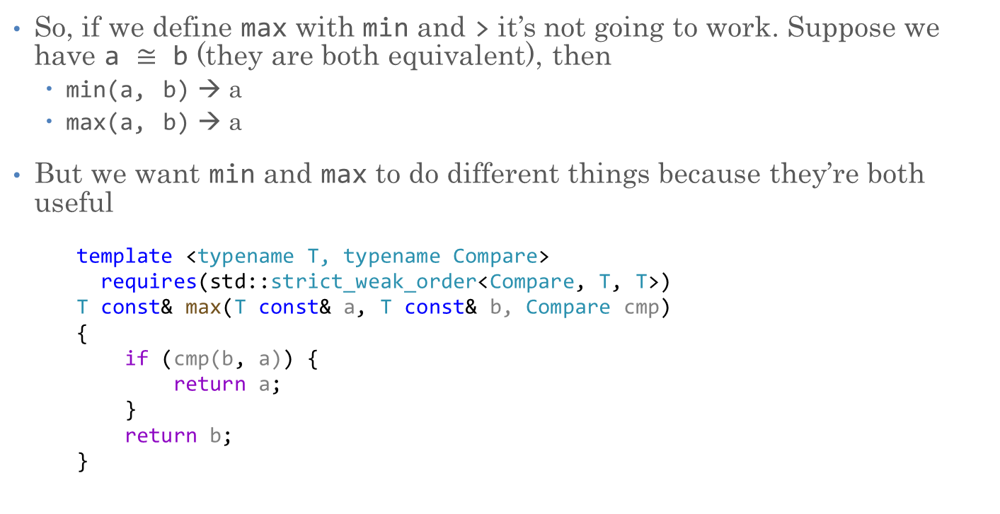 • So, if we define max with min and > it’s not going to work. Suppose we
have a ≅ b (they are both equivalent), then
• min(a, b) → a
• max(a, b) → a
• But we want min and max to do different things because they’re both
useful
template <typename T, typename Compare>
  requires(std::strict_weak_order<Compare, T, T>)
T const& max(T const& a, T const& b, Compare cmp)
{
    if (cmp(b, a)) {
        return a;
    }
    return b;
}